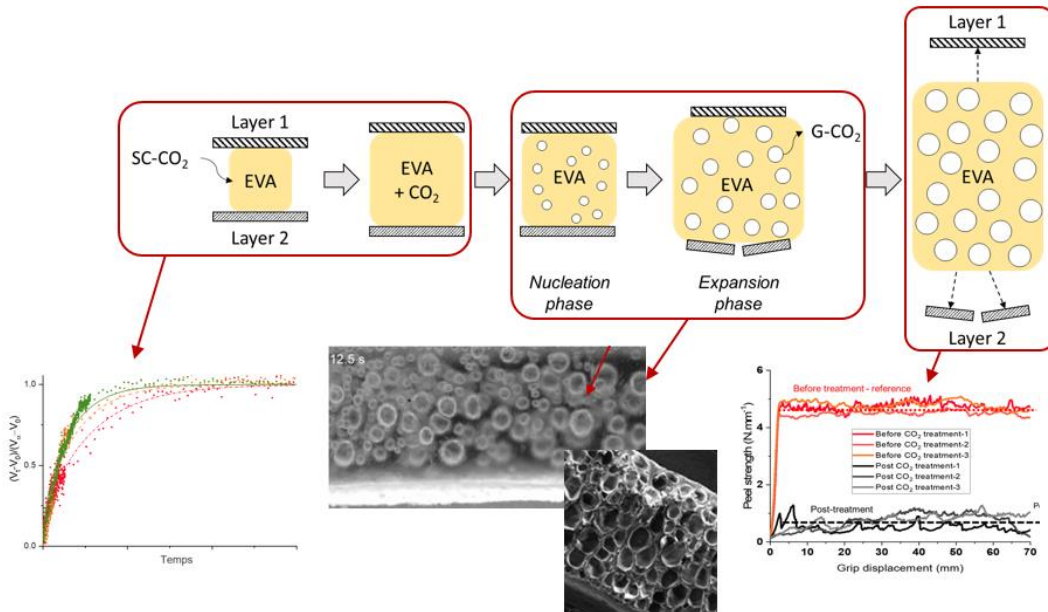 Layer 1
SC-CO₂
EVA
Layer 2
EVA
+ CO₂
EVA
Nucleation
phase
EVA
G-CO₂
Expansion
phase
Layer 1
EVA
Layer 2
(Vₜ-V₀)/(V∞-V₀)
1.0
0.5
0.0
Temps
12.5 s
Peel strength (N.mm⁻¹)
6
4
2
0
Before treatment - reference
Before CO₂ treatment-1
Before CO₂ treatment-2
Before CO₂ treatment-3
Post CO₂ treatment-1
Post CO₂ treatment-2
Post CO₂ treatment-3
Post-treatment
0 10 20 30 40 50 60 70
Grip displacement (mm)